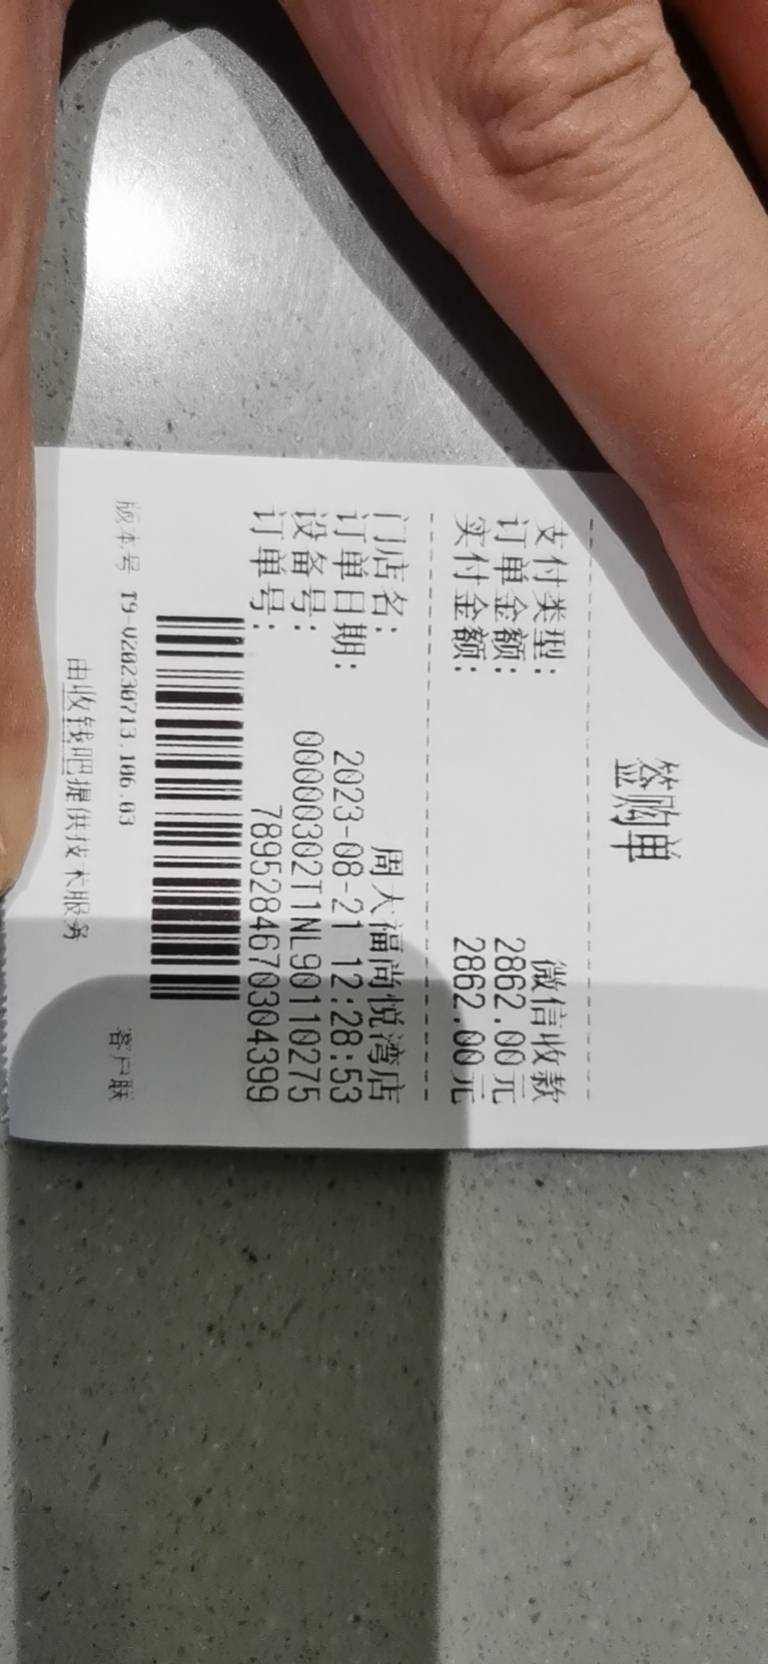 签购单
支付类型： 微信收款
订单金额： 2862.00元
实付金额： 2862.00元
门店名： 周大福尚悦湾店
订单日期： 2023-08-21 12:28:53
设备号： 00000302T1NL90110275
订单号： 7895284670304399
版本号 T9-V20230713.106.03 客户联
由收钱吧提供技术服务